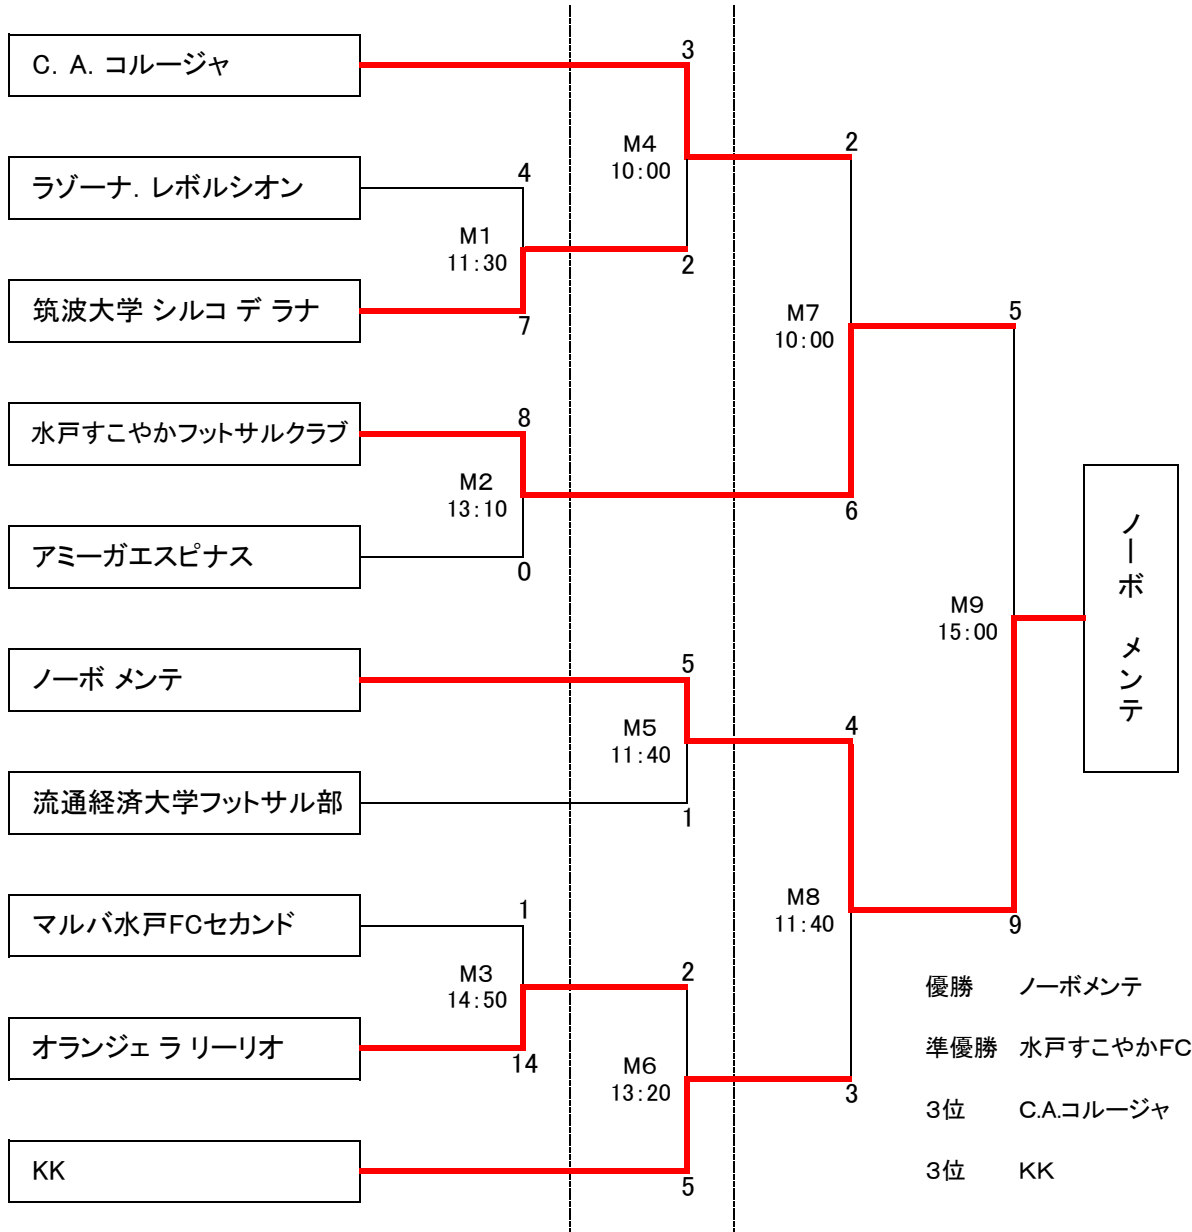 3
C. A. コルージャ
M4
10:00
2
ラゾーナ. レボルシオン
4
M1
11:30
2
筑波大学 シルコ デ ラナ
7
M7
10:00
5
水戸すこやかフットサルクラブ
8
M2
13:10
6
アミーガエスピナス
0
ノーボ メンテ
M9
15:00
ノーボ メンテ
5
M5
11:40
4
流通経済大学フットサル部
1
マルバ水戸FCセカンド
1
M8
11:40
9
M3
14:50
2
優勝 ノーボメンテ
オランジェ ラ リーリオ
14
準優勝 水戸すこやかFC
M6
13:20
3
3位 C.A.コルージャ
KK
5
3位 KK